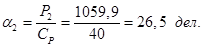 α₂ = P₂/C_P = 1059,9/40 = 26,5 дел.